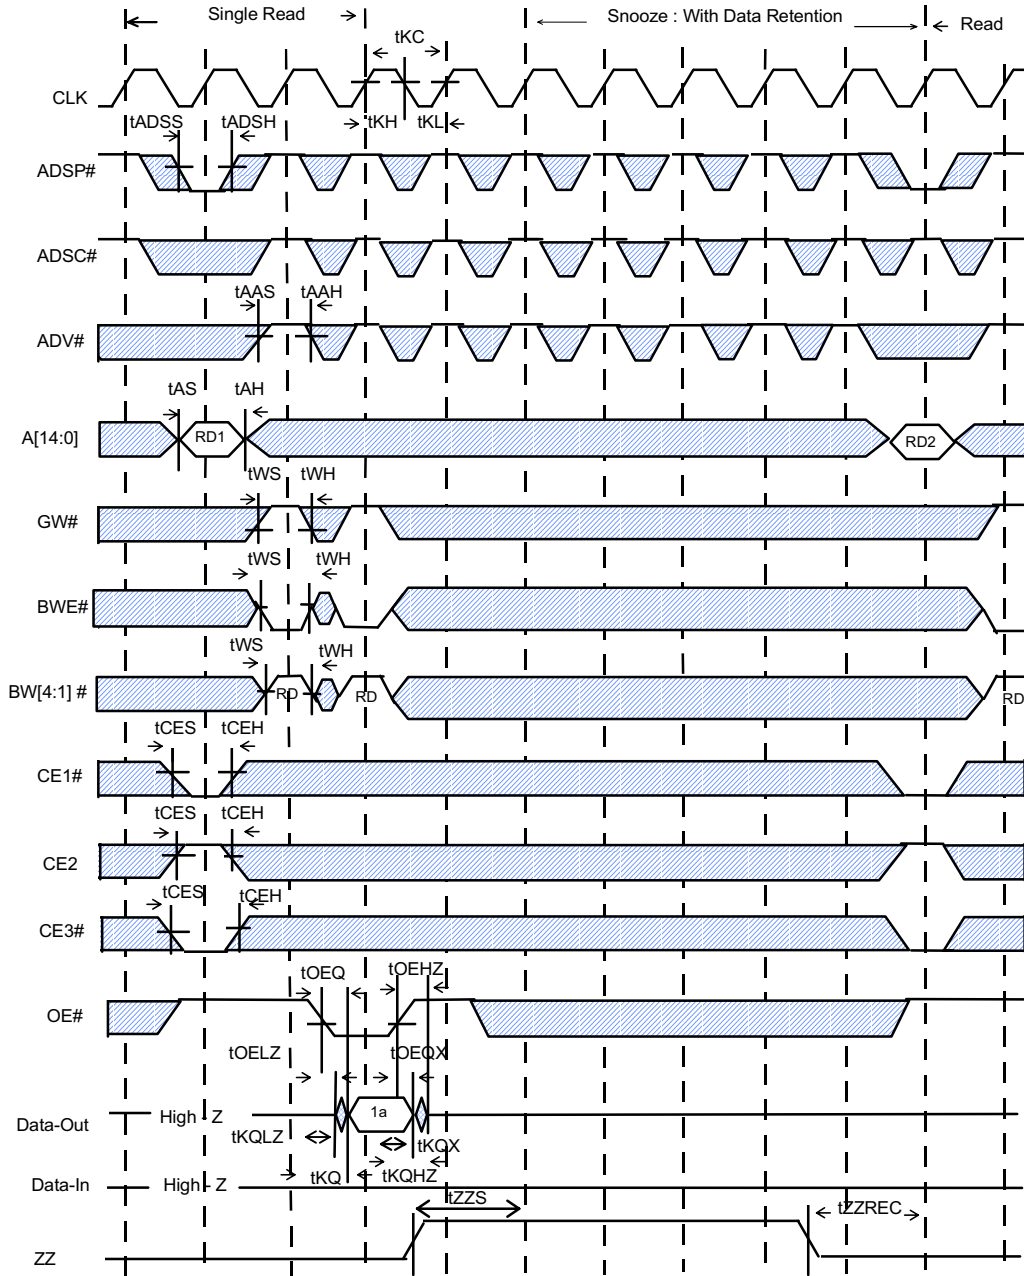 Single Read
Snooze : With Data Retention
Read
tKC
CLK
tKH
tKL
tADSS
tADSH
ADSP#
ADSC#
tAAS
tAAH
ADV#
tAS
tAH
A[14:0]
RD1
RD2
tWS
tWH
GW#
tWS
tWH
BWE#
tWS
tWH
BW[4:1] #
RD
RD
RD
tCES
tCEH
CE1#
tCES
tCEH
CE2
tCES
tCEH
CE3#
tOEQ
tOEHZ
OE#
tOELZ
tOEQX
Data-Out
High - Z
1a
tKQLZ
tKQX
Data-In
High - Z
tKQ
tKQHZ
tZZS
tZZREC
ZZ